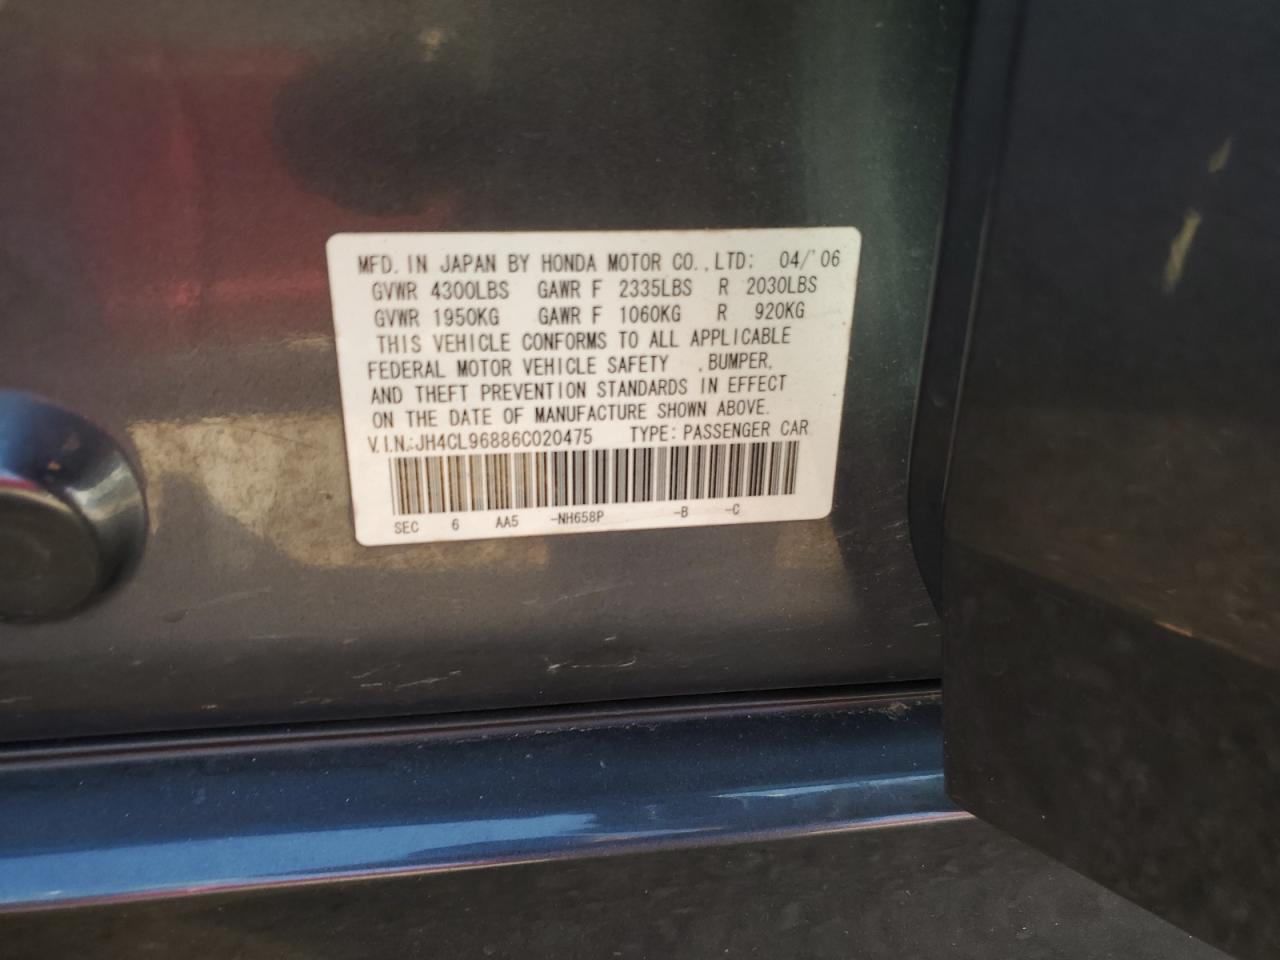 MFD. IN JAPAN BY HONDA MOTOR CO., LTD: 04/'06
GVWR 4300LBS GAWR F 2335LBS R 2030LBS
GVWR 1950KG GAWR F 1060KG R 920KG
THIS VEHICLE CONFORMS TO ALL APPLICABLE
FEDERAL MOTOR VEHICLE SAFETY , BUMPER,
AND THEFT PREVENTION STANDARDS IN EFFECT
ON THE DATE OF MANUFACTURE SHOWN ABOVE.
V.I.N.:JH4CL96886C020475 TYPE: PASSENGER CAR
SEC 6 AA5 -NH658P -B -C